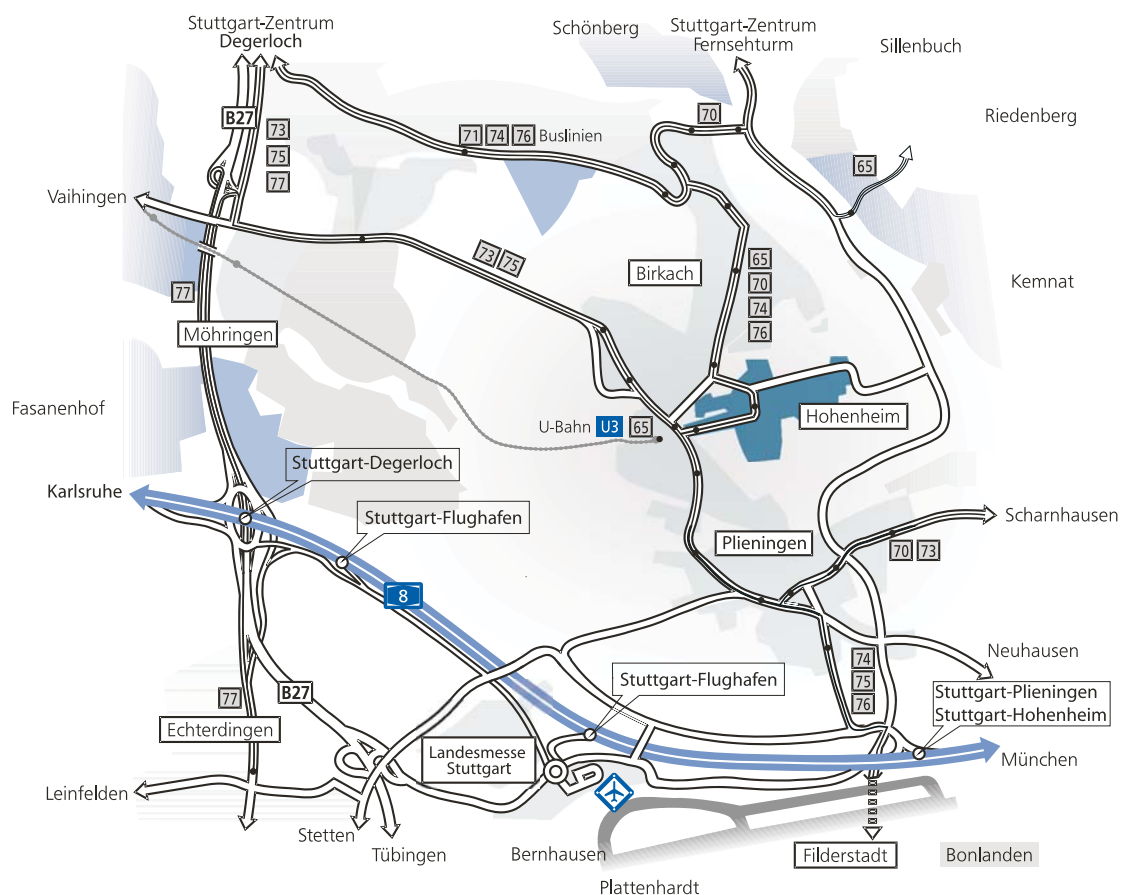 Stuttgart-Zentrum
Degerloch
Schönberg
Stuttgart-Zentrum
Fernsehturm
Sillenbuch
B27
73
75
77
71 74 76 Buslinien
70
Riedenberg
65
Vaihingen
73 75
Birkach
65
70
74
76
Kemnat
77
Möhringen
Fasanenhof
U-Bahn U3 65
Hohenheim
Stuttgart-Degerloch
Karlsruhe
Stuttgart-Flughafen
Scharnhausen
Plieningen
70 73
8
Neuhausen
74
75
76
Stuttgart-Flughafen
Stuttgart-Plieningen
Stuttgart-Hohenheim
77
B27
Echterdingen
Landesmesse
Stuttgart
München
Leinfelden
Stetten
Tübingen
Bernhausen
Filderstadt
Bonlanden
Plattenhardt